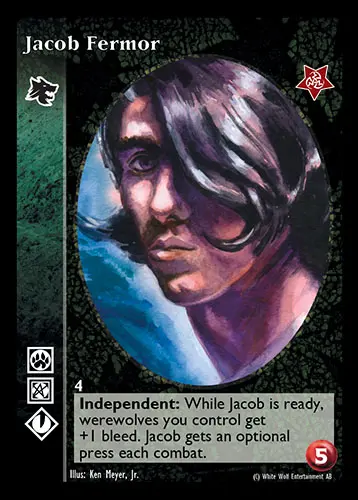 Jacob Fermor
4
Independent: While Jacob is ready,
werewolves you control get
+1 bleed. Jacob gets an optional
press each combat.
5
Illus: Ken Meyer, Jr.
(C) White Wolf Entertainment AB